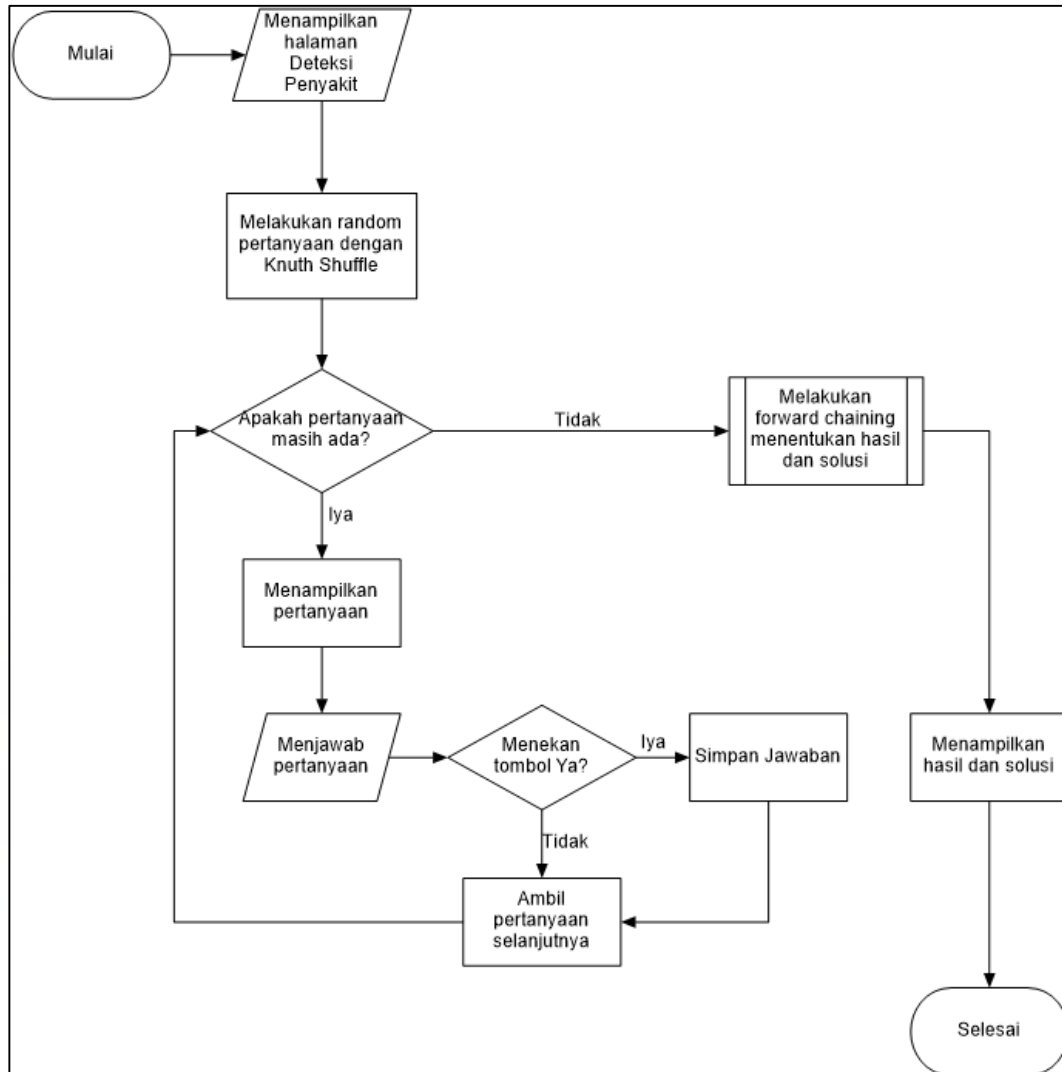 Mulai
Menampilkan
halaman
Deteksi
Penyakit
Melakukan random
pertanyaan dengan
Knuth Shuffle
Apakah pertanyaan
masih ada?
Tidak
Melakukan
forward chaining
menentukan hasil
dan solusi
Iya
Menampilkan
pertanyaan
Menjawab
pertanyaan
Menekan
tombol Ya?
Iya
Simpan Jawaban
Menampilkan
hasil dan solusi
Tidak
Ambil
pertanyaan
selanjutnya
Selesai